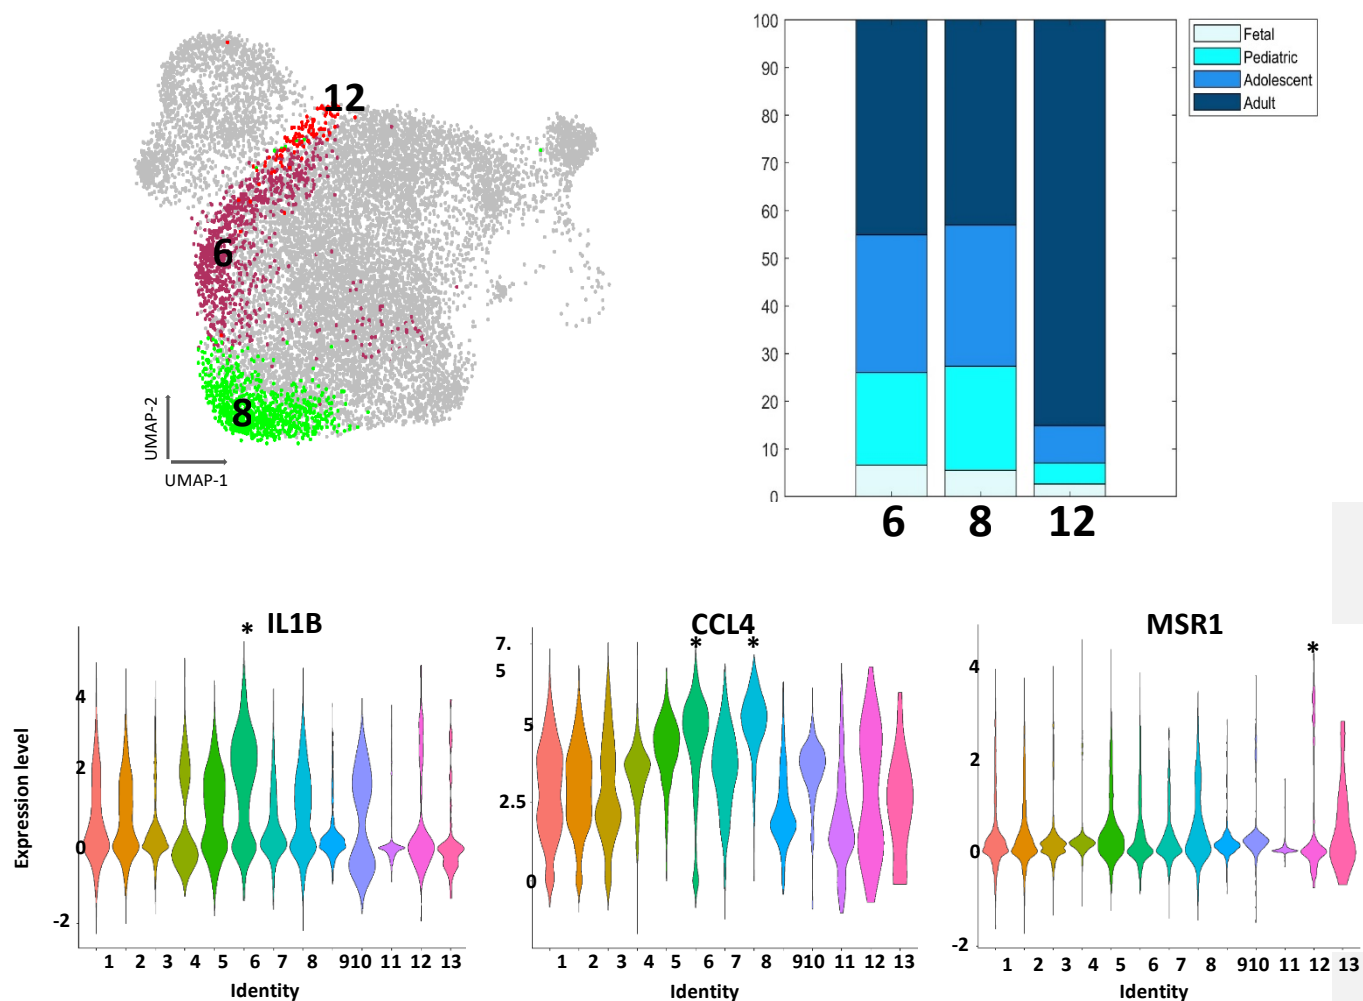 12
6
8
UMAP-2
UMAP-1
100
90
80
70
60
50
40
30
20
10
0
6 8 12
Fetal
Pediatric
Adolescent
Adult
IL1B
*
Expression level
4
2
0
-2
1 2 3 4 5 6 7 8 910 11 12 13
Identity
CCL4
* *
7.
5
5
2.5
0
1 2 3 4 5 6 7 8 910 11 12 13
Identity
MSR1
*
4
2
0
-2
1 2 3 4 5 6 7 8 910 11 12 13
Identity